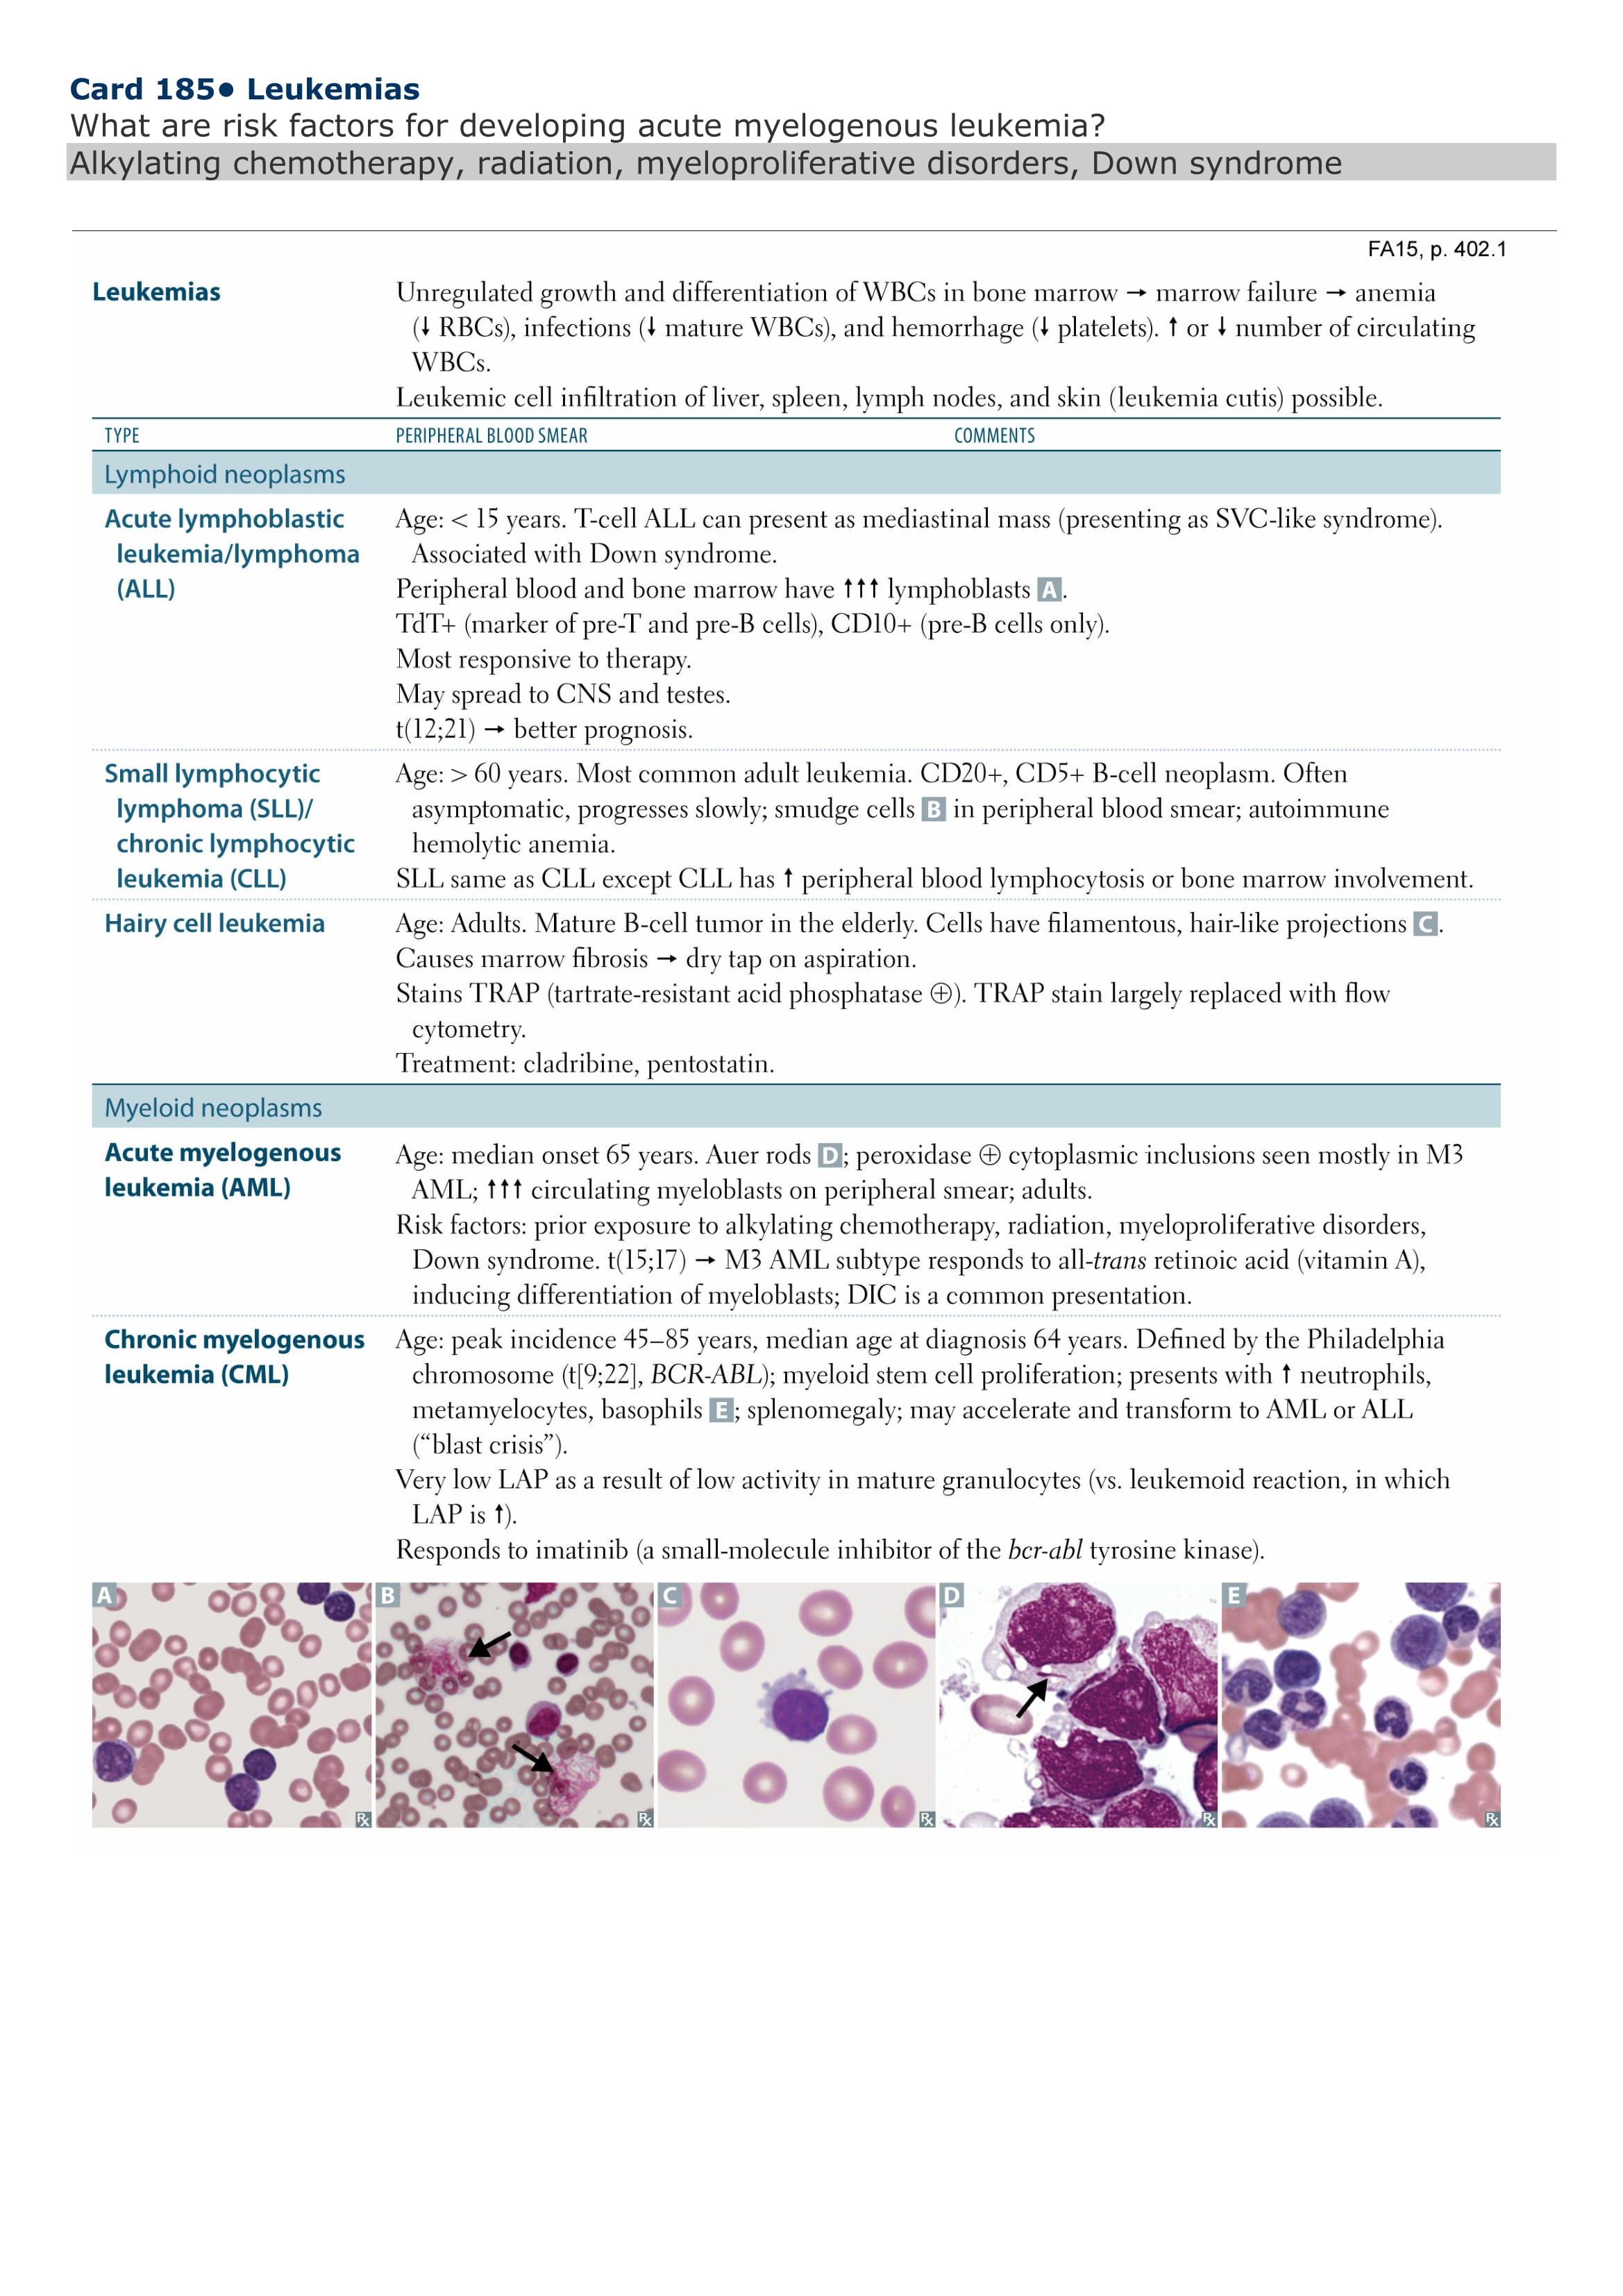 Card 185● Leukemias
What are risk factors for developing acute myelogenous leukemia?
Alkylating chemotherapy, radiation, myeloproliferative disorders, Down syndrome
FA15, p. 402.1
Leukemias
Unregulated growth and differentiation of WBCs in bone marrow → marrow failure → anemia
(↓ RBCs), infections (↓ mature WBCs), and hemorrhage (↓ platelets). ↑ or ↓ number of circulating
WBCs.
Leukemic cell infiltration of liver, spleen, lymph nodes, and skin (leukemia cutis) possible.
TYPE PERIPHERAL BLOOD SMEAR COMMENTS
Lymphoid neoplasms
Acute lymphoblastic
leukemia/lymphoma
(ALL)
Age: < 15 years. T-cell ALL can present as mediastinal mass (presenting as SVC-like syndrome).
Associated with Down syndrome.
Peripheral blood and bone marrow have ↑↑↑ lymphoblasts A.
TdT+ (marker of pre-T and pre-B cells), CD10+ (pre-B cells only).
Most responsive to therapy.
May spread to CNS and testes.
t(12;21) → better prognosis.
Small lymphocytic
lymphoma (SLL)/
chronic lymphocytic
leukemia (CLL)
Age: > 60 years. Most common adult leukemia. CD20+, CD5+ B-cell neoplasm. Often
asymptomatic, progresses slowly; smudge cells B in peripheral blood smear; autoimmune
hemolytic anemia.
SLL same as CLL except CLL has ↑ peripheral blood lymphocytosis or bone marrow involvement.
Hairy cell leukemia
Age: Adults. Mature B-cell tumor in the elderly. Cells have filamentous, hair-like projections C.
Causes marrow fibrosis → dry tap on aspiration.
Stains TRAP (tartrate-resistant acid phosphatase ⊕). TRAP stain largely replaced with flow
cytometry.
Treatment: cladribine, pentostatin.
Myeloid neoplasms
Acute myelogenous
leukemia (AML)
Age: median onset 65 years. Auer rods D; peroxidase ⊕ cytoplasmic inclusions seen mostly in M3
AML; ↑↑↑ circulating myeloblasts on peripheral smear; adults.
Risk factors: prior exposure to alkylating chemotherapy, radiation, myeloproliferative disorders,
Down syndrome. t(15;17) → M3 AML subtype responds to all-trans retinoic acid (vitamin A),
inducing differentiation of myeloblasts; DIC is a common presentation.
Chronic myelogenous
leukemia (CML)
Age: peak incidence 45–85 years, median age at diagnosis 64 years. Defined by the Philadelphia
chromosome (t[9;22], BCR-ABL); myeloid stem cell proliferation; presents with ↑ neutrophils,
metamyelocytes, basophils E; splenomegaly; may accelerate and transform to AML or ALL
(“blast crisis”).
Very low LAP as a result of low activity in mature granulocytes (vs. leukemoid reaction, in which
LAP is ↑).
Responds to imatinib (a small-molecule inhibitor of the bcr-abl tyrosine kinase).
A B C D E
℞ ℞ ℞ ℞ ℞